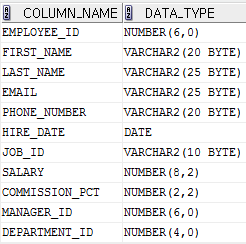 COLUMN_NAME DATA_TYPE
EMPLOYEE_ID NUMBER(6,0)
FIRST_NAME VARCHAR2(20 BYTE)
LAST_NAME VARCHAR2(25 BYTE)
EMAIL VARCHAR2(25 BYTE)
PHONE_NUMBER VARCHAR2(20 BYTE)
HIRE_DATE DATE
JOB_ID VARCHAR2(10 BYTE)
SALARY NUMBER(8,2)
COMMISSION_PCT NUMBER(2,2)
MANAGER_ID NUMBER(6,0)
DEPARTMENT_ID NUMBER(4,0)